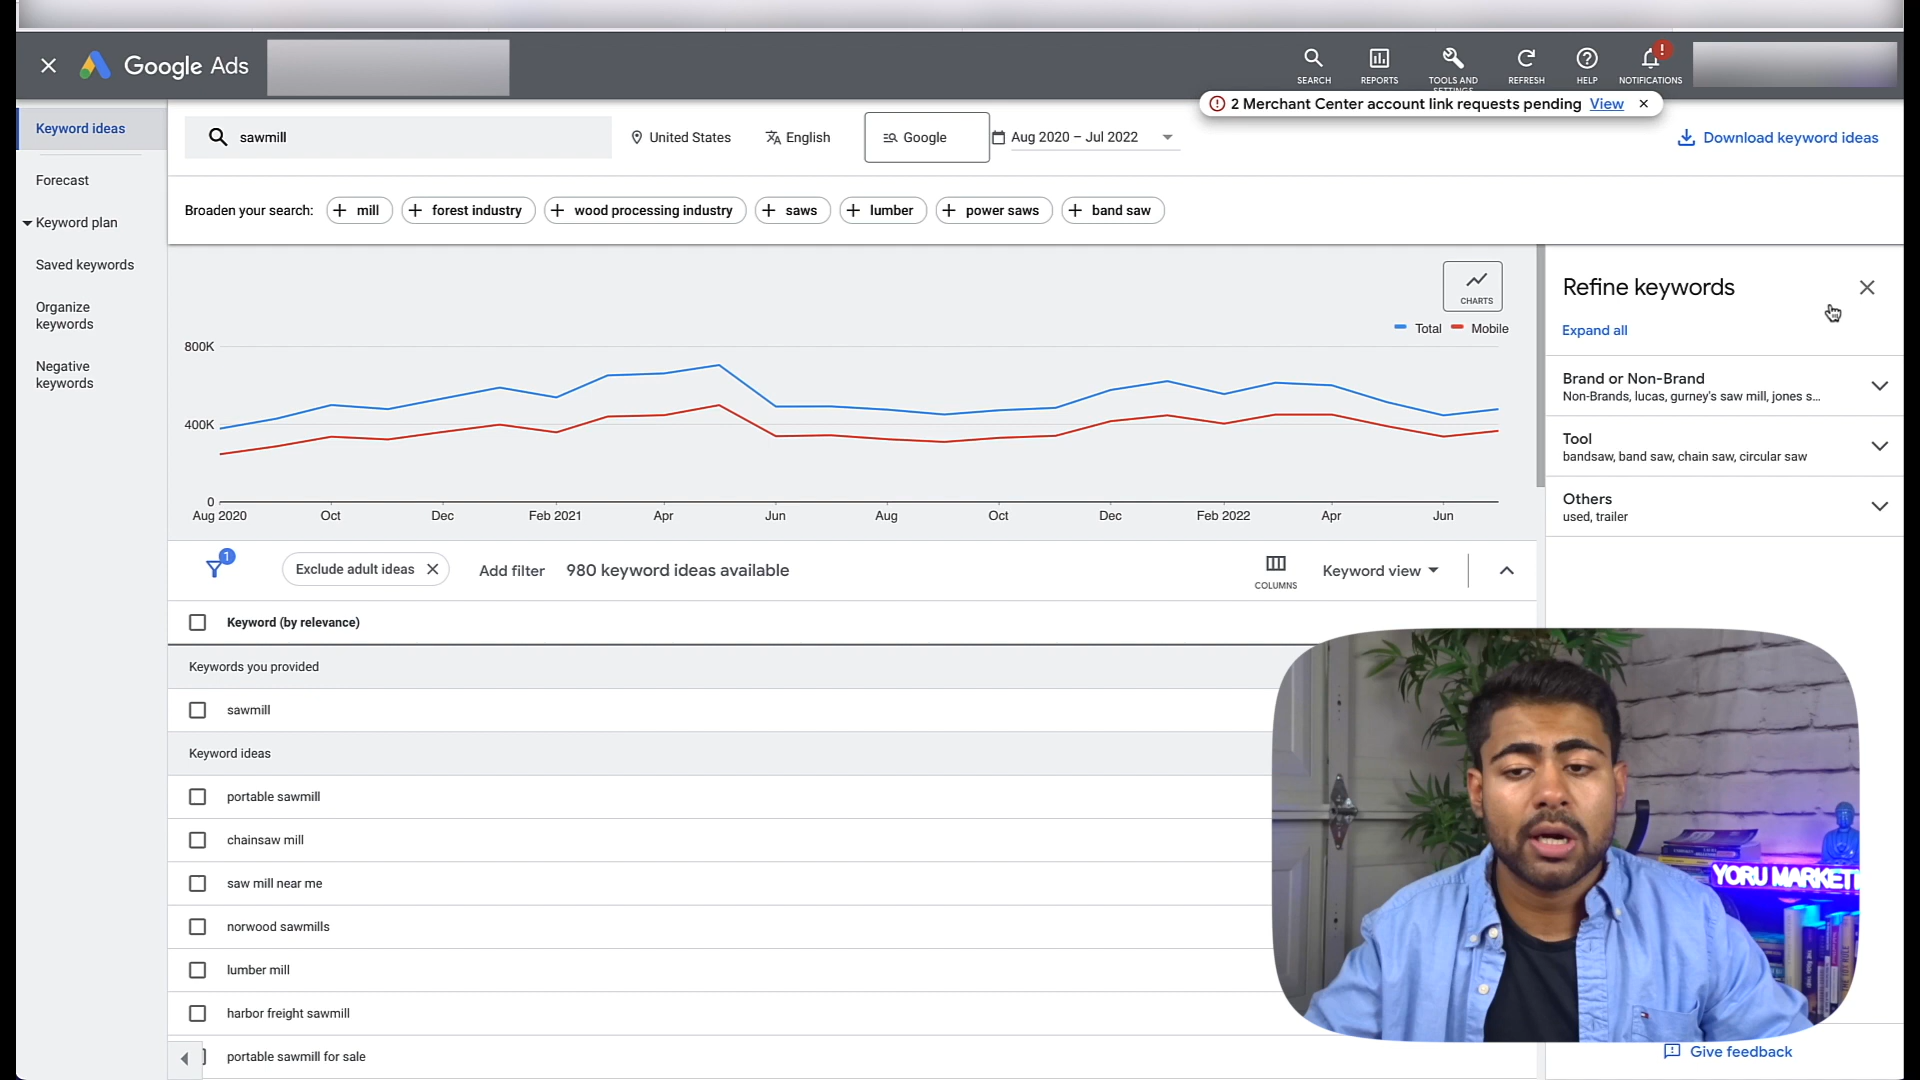 Google Ads
SEARCH
REPORTS
TOOLS AND
SETTINGS
REFRESH
HELP
!
NOTIFICATIONS
2 Merchant Center account link requests pending View
Keyword ideas
Forecast
Keyword plan
Saved keywords
Organize
keywords
Negative
keywords
sawmill
United States
English
Google
Aug 2020 – Jul 2022
Download keyword ideas
Broaden your search:
mill
forest industry
wood processing industry
saws
lumber
power saws
band saw
CHARTS
Total
Mobile
800K
400K
0
Aug 2020
Oct
Dec
Feb 2021
Apr
Jun
Aug
Oct
Dec
Feb 2022
Apr
Jun
Refine keywords
Expand all
Brand or Non-Brand
Non-Brands, lucas, gurney's saw mill, jones s...
Tool
bandsaw, band saw, chain saw, circular saw
Others
used, trailer
1
Exclude adult ideas
Add filter
980 keyword ideas available
COLUMNS
Keyword view
Keyword (by relevance)
Keywords you provided
sawmill
Keyword ideas
portable sawmill
chainsaw mill
saw mill near me
norwood sawmills
lumber mill
harbor freight sawmill
portable sawmill for sale
YORU MARKETI
Give feedback